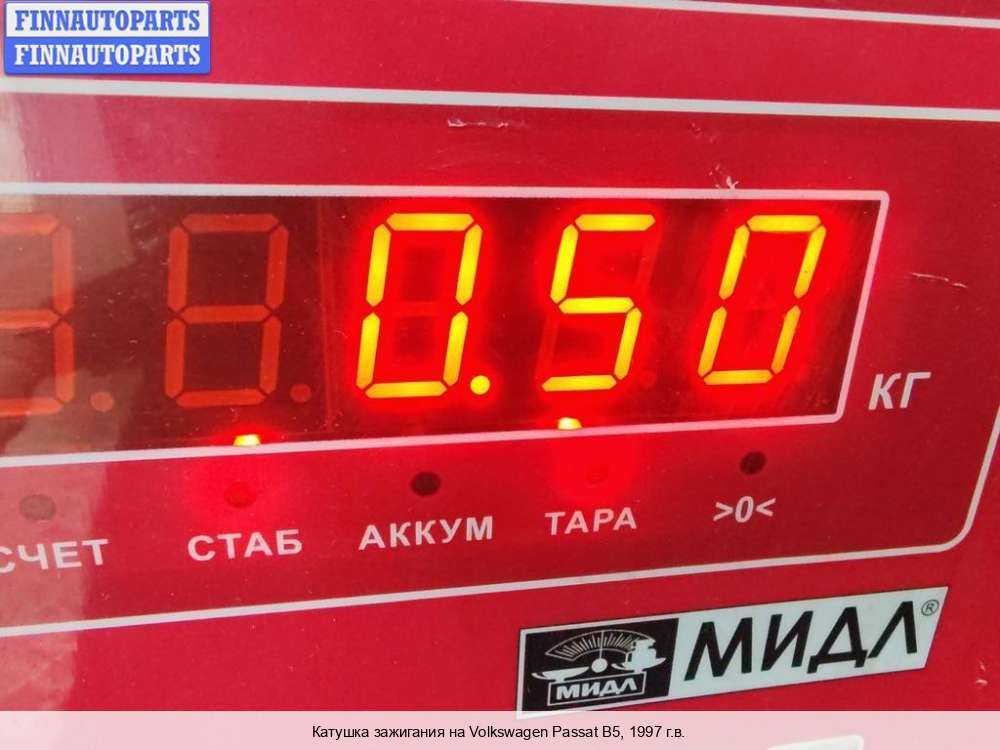 FINNAUTOPARTS
FINNAUTOPARTS
0.50
КГ
СЧЕТ СТАБ АККУМ ТАРА >0<
МИДЛ МИДЛ®
Катушка зажигания на Volkswagen Passat B5, 1997 г.в.